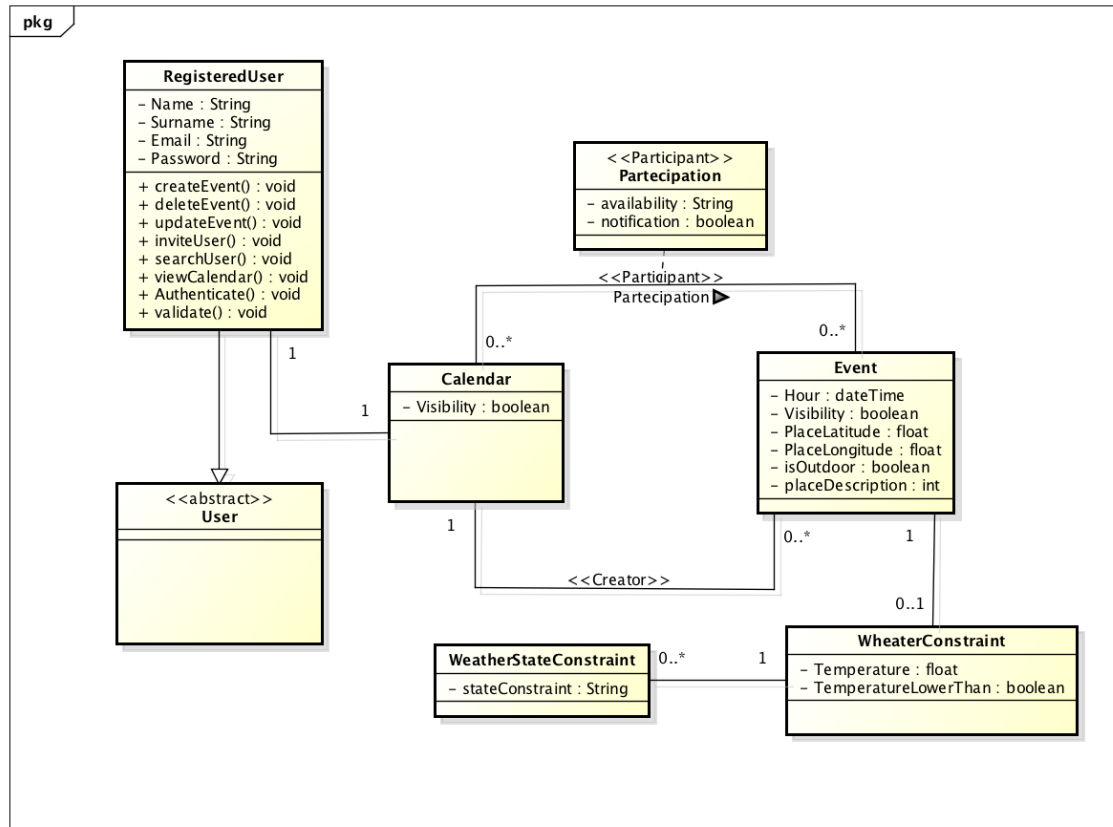 pkg
RegisteredUser
- Name : String
- Surname : String
- Email : String
- Password : String
+ createEvent() : void
+ deleteEvent() : void
+ updateEvent() : void
+ inviteUser() : void
+ searchUser() : void
+ viewCalendar() : void
+ Authenticate() : void
+ validate() : void
<<Participant>>
Partecipation
- availability : String
- notification : boolean
<<Participant>>
Partecipation
1
0..*
0..*
Calendar
- Visibility : boolean
1
Event
- Hour : dateTime
- Visibility : boolean
- PlaceLatitude : float
- PlaceLongitude : float
- isOutdoor : boolean
- placeDescription : int
<<abstract>>
User
1
0..*
1
<<Creator>>
0..1
WeatherStateConstraint
- stateConstraint : String
0..*
1
WheaterConstraint
- Temperature : float
- TemperatureLowerThan : boolean